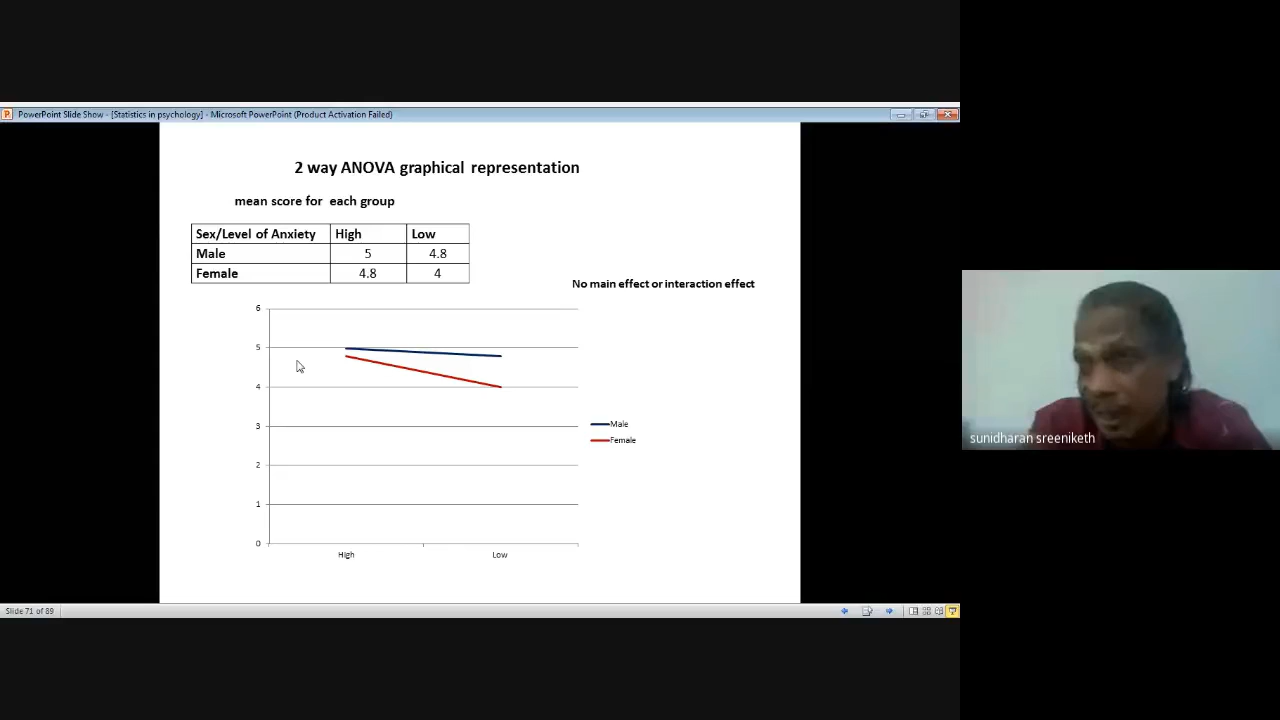 PowerPoint Slide Show - [Statistics in psychology] - Microsoft PowerPoint (Product Activation Failed)
2 way ANOVA graphical representation
mean score for each group
Sex/Level of Anxiety High Low
Male 5 4.8
Female 4.8 4
No main effect or interaction effect
6
5
4
3
2
1
0
High Low
Male
Female
sunidharan sreeniketh
Slide 71 of 89